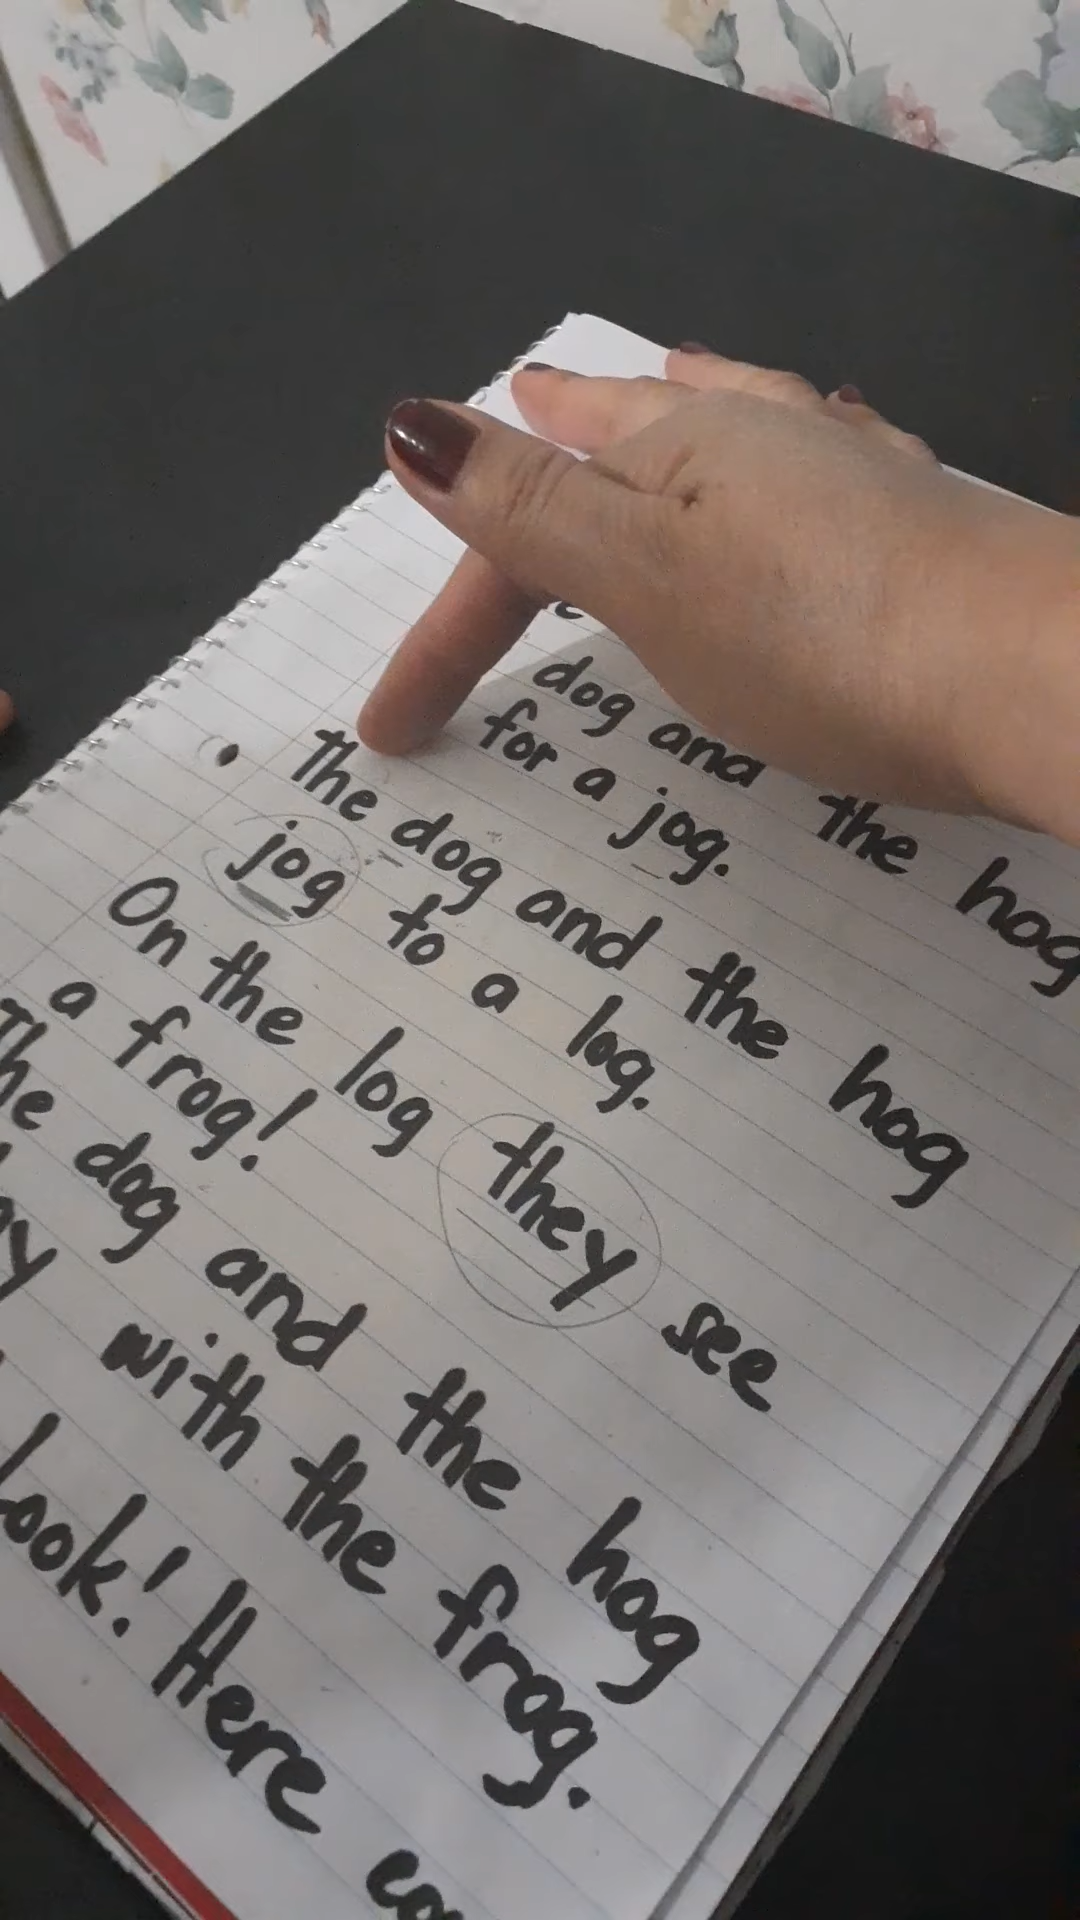 dog and the hog
for a jog.
The dog and the hog
jog to a log.
On the log they see
a frog!
The dog and the hog
with the frog.
Look! Here